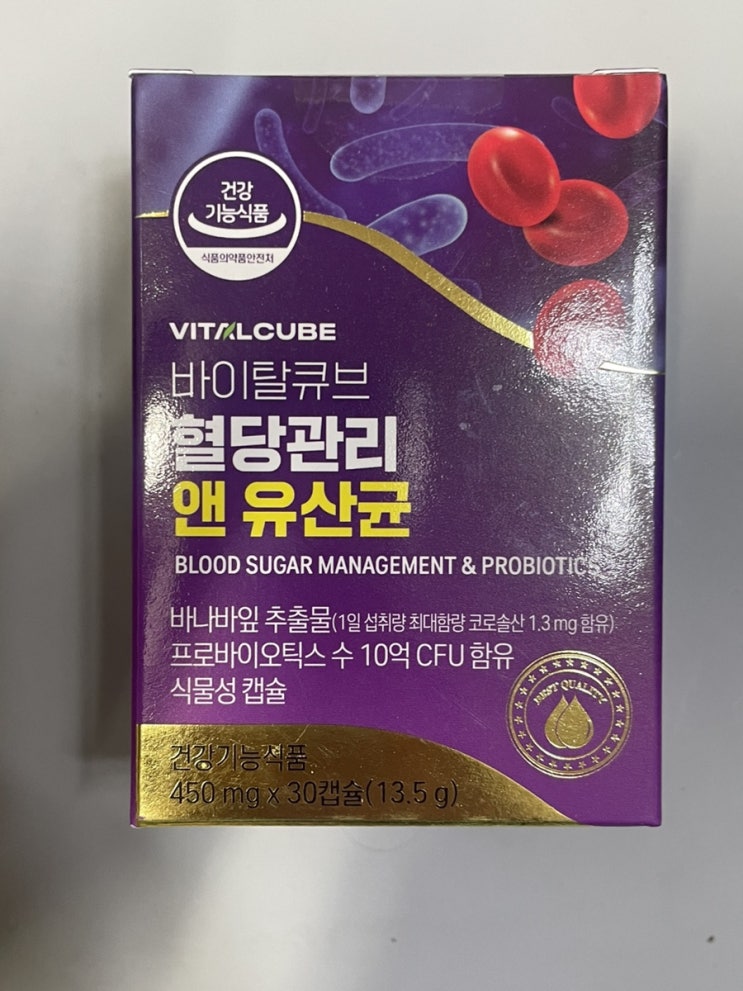 건강
기능식품
식품의약품안전처
VITALCUBE
바이탈큐브
혈당관리
앤 유산균
BLOOD SUGAR MANAGEMENT & PROBIOTICS
바나바잎 추출물(1일 섭취량 최대함량 코로솔산 1.3 mg 함유)
프로바이오틱스 수 10억 CFU 함유
식물성 캡슐
BEST QUALITY
건강기능식품
450 mg x 30캡슐(13.5 g)